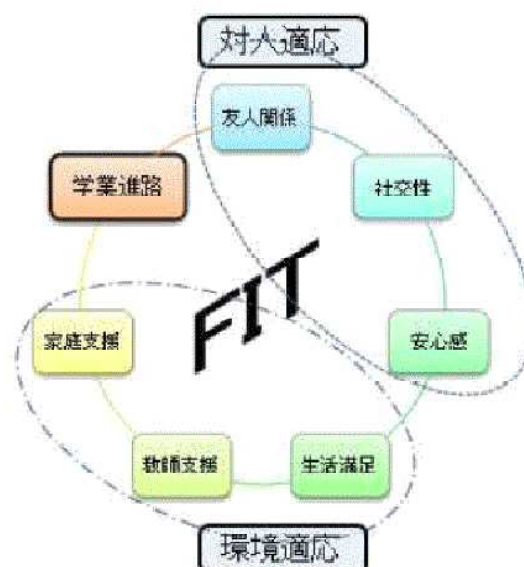 対人適応
友人関係
学業進路
社交性
FIT
家庭支援
安心感
教師支援
生活満足
環境適応